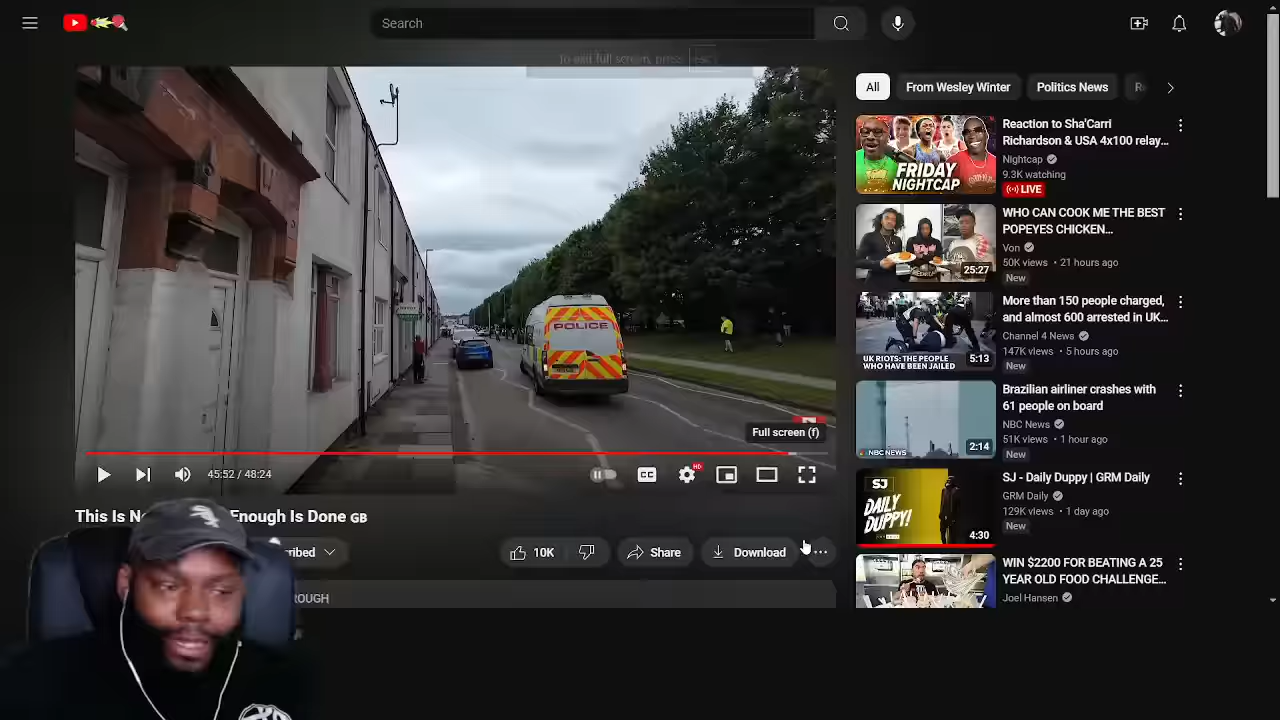 Search
To exit full screen, press Esc
All
From Wesley Winter
Politics News
Reaction to Sha'Carri
Richardson & USA 4x100 relay...
Nightcap
9.3K watching
LIVE
FRIDAY
NIGHTCAP
WHO CAN COOK ME THE BEST
POPEYES CHICKEN...
Von
50K views • 21 hours ago
New
25:27
More than 150 people charged,
and almost 600 arrested in UK...
Channel 4 News
147K views • 5 hours ago
New
UK RIOTS: THE PEOPLE
WHO HAVE BEEN JAILED
5:13
Brazilian airliner crashes with
61 people on board
NBC News
51K views • 1 hour ago
New
NBC NEWS
2:14
SJ - Daily Duppy | GRM Daily
GRM Daily
129K views • 1 day ago
New
SJ
DAILY
DUPPY!
4:30
WIN $2200 FOR BEATING A 25
YEAR OLD FOOD CHALLENGE...
Joel Hansen
POLICE
Full screen (f)
45:52 / 48:24
CC
HD
This Is No
Enough Is Done GB
ribed
10K
Share
Download
ROUGH